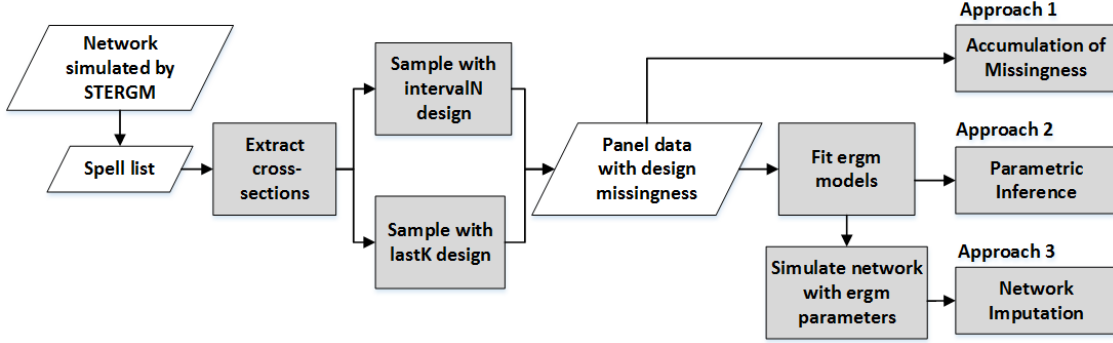 Network
simulated by
STERGM
Spell list
Extract
cross-
sections
Sample with
intervalN
design
Sample with
lastK design
Panel data
with design
missingness
Approach 1
Accumulation of
Missingness
Fit ergm
models
Approach 2
Parametric
Inference
Simulate network
with ergm
parameters
Approach 3
Network
Imputation